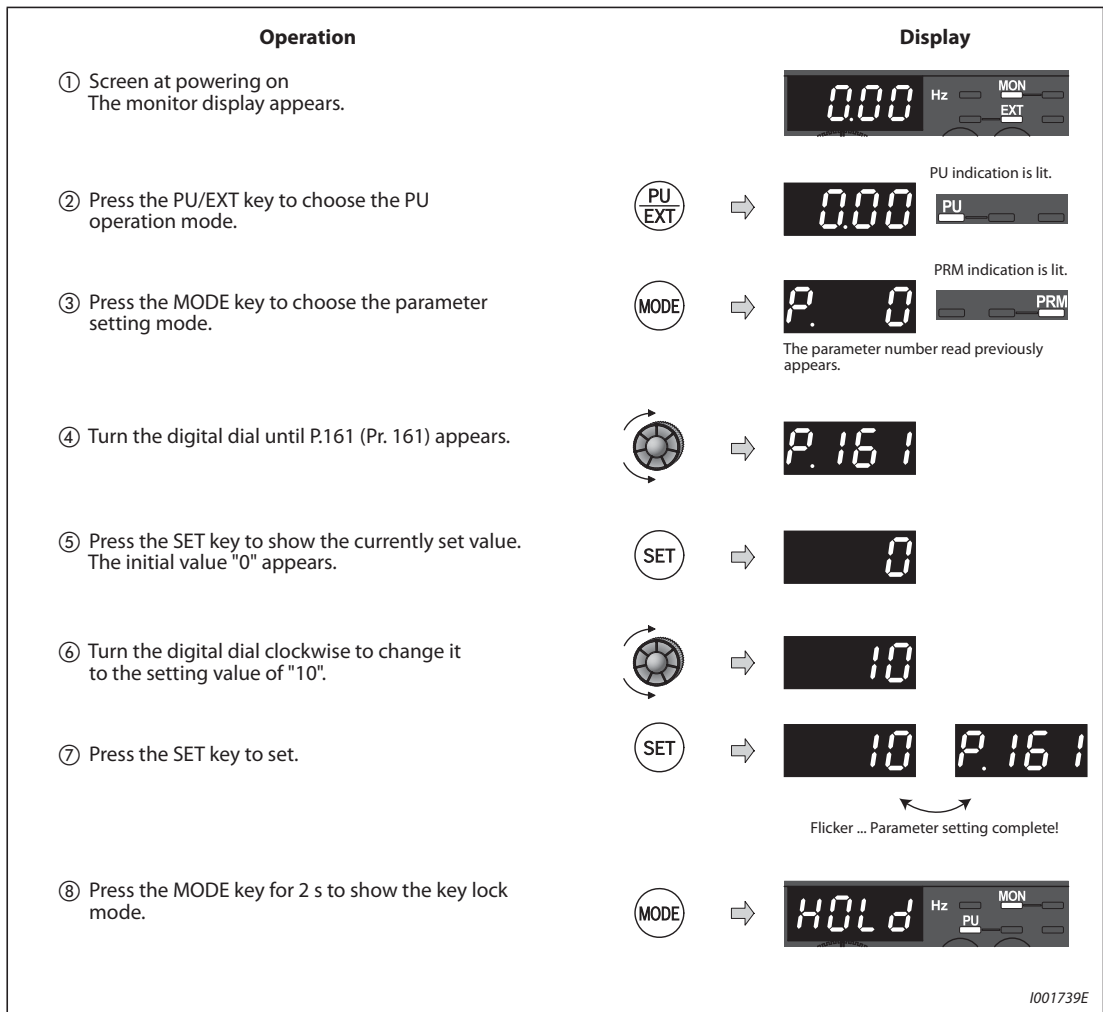 Operation
Display
① Screen at powering on
The monitor display appears.
0.00 Hz MON
EXT
② Press the PU/EXT key to choose the PU
operation mode.
PU
EXT
0.00
PU indication is lit.
PU
③ Press the MODE key to choose the parameter
setting mode.
MODE
P. 0
PRM indication is lit.
PRM
The parameter number read previously
appears.
④ Turn the digital dial until P.161 (Pr. 161) appears.
P. 161
⑤ Press the SET key to show the currently set value.
The initial value "0" appears.
SET
0
⑥ Turn the digital dial clockwise to change it
to the setting value of "10".
10
⑦ Press the SET key to set.
SET
10
P. 161
Flicker ... Parameter setting complete!
⑧ Press the MODE key for 2 s to show the key lock
mode.
MODE
HOLd Hz MON
PU
I001739E